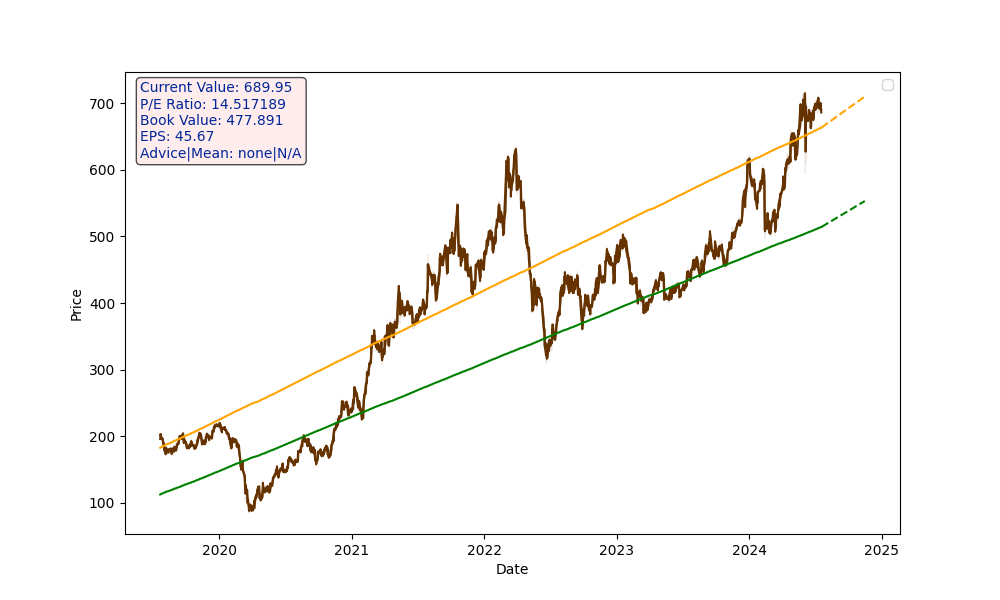 Current Value: 689.95
P/E Ratio: 14.517189
Book Value: 477.891
EPS: 45.67
Advice|Mean: none|N/A
700
600
500
400
300
200
100
Price
2020 2021 2022 2023 2024 2025
Date